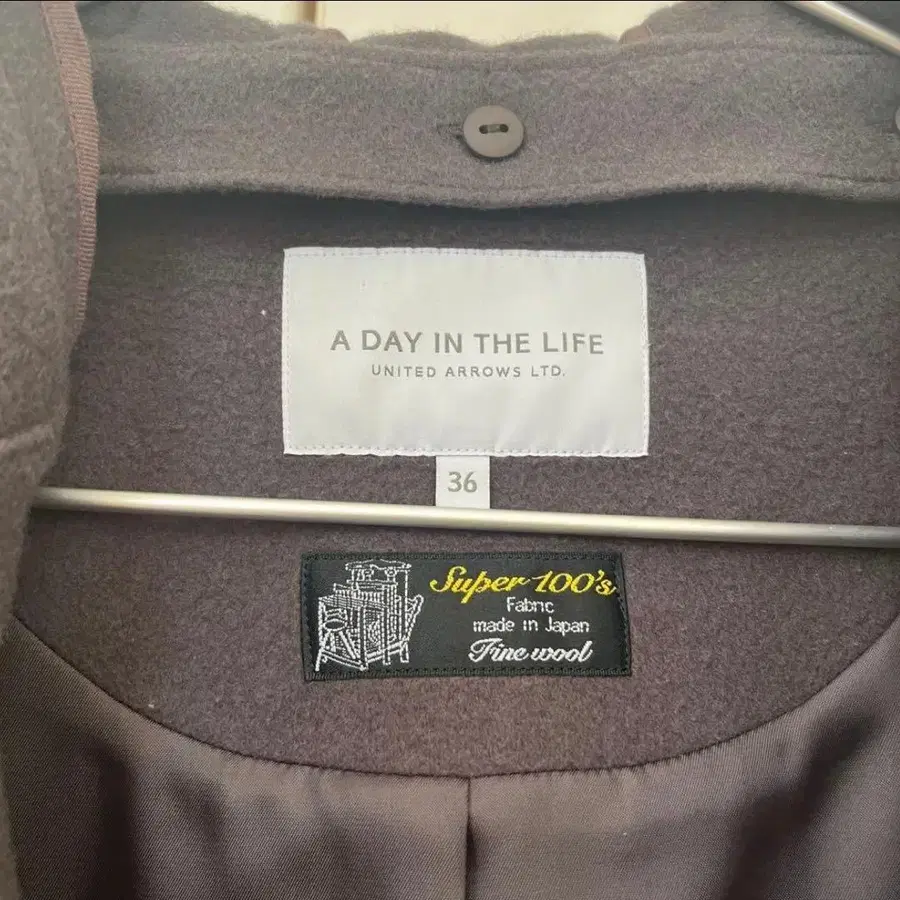 A DAY IN THE LIFE
UNITED ARROWS LTD.
36
Super 100's
Fabric
made in Japan
Fine wool